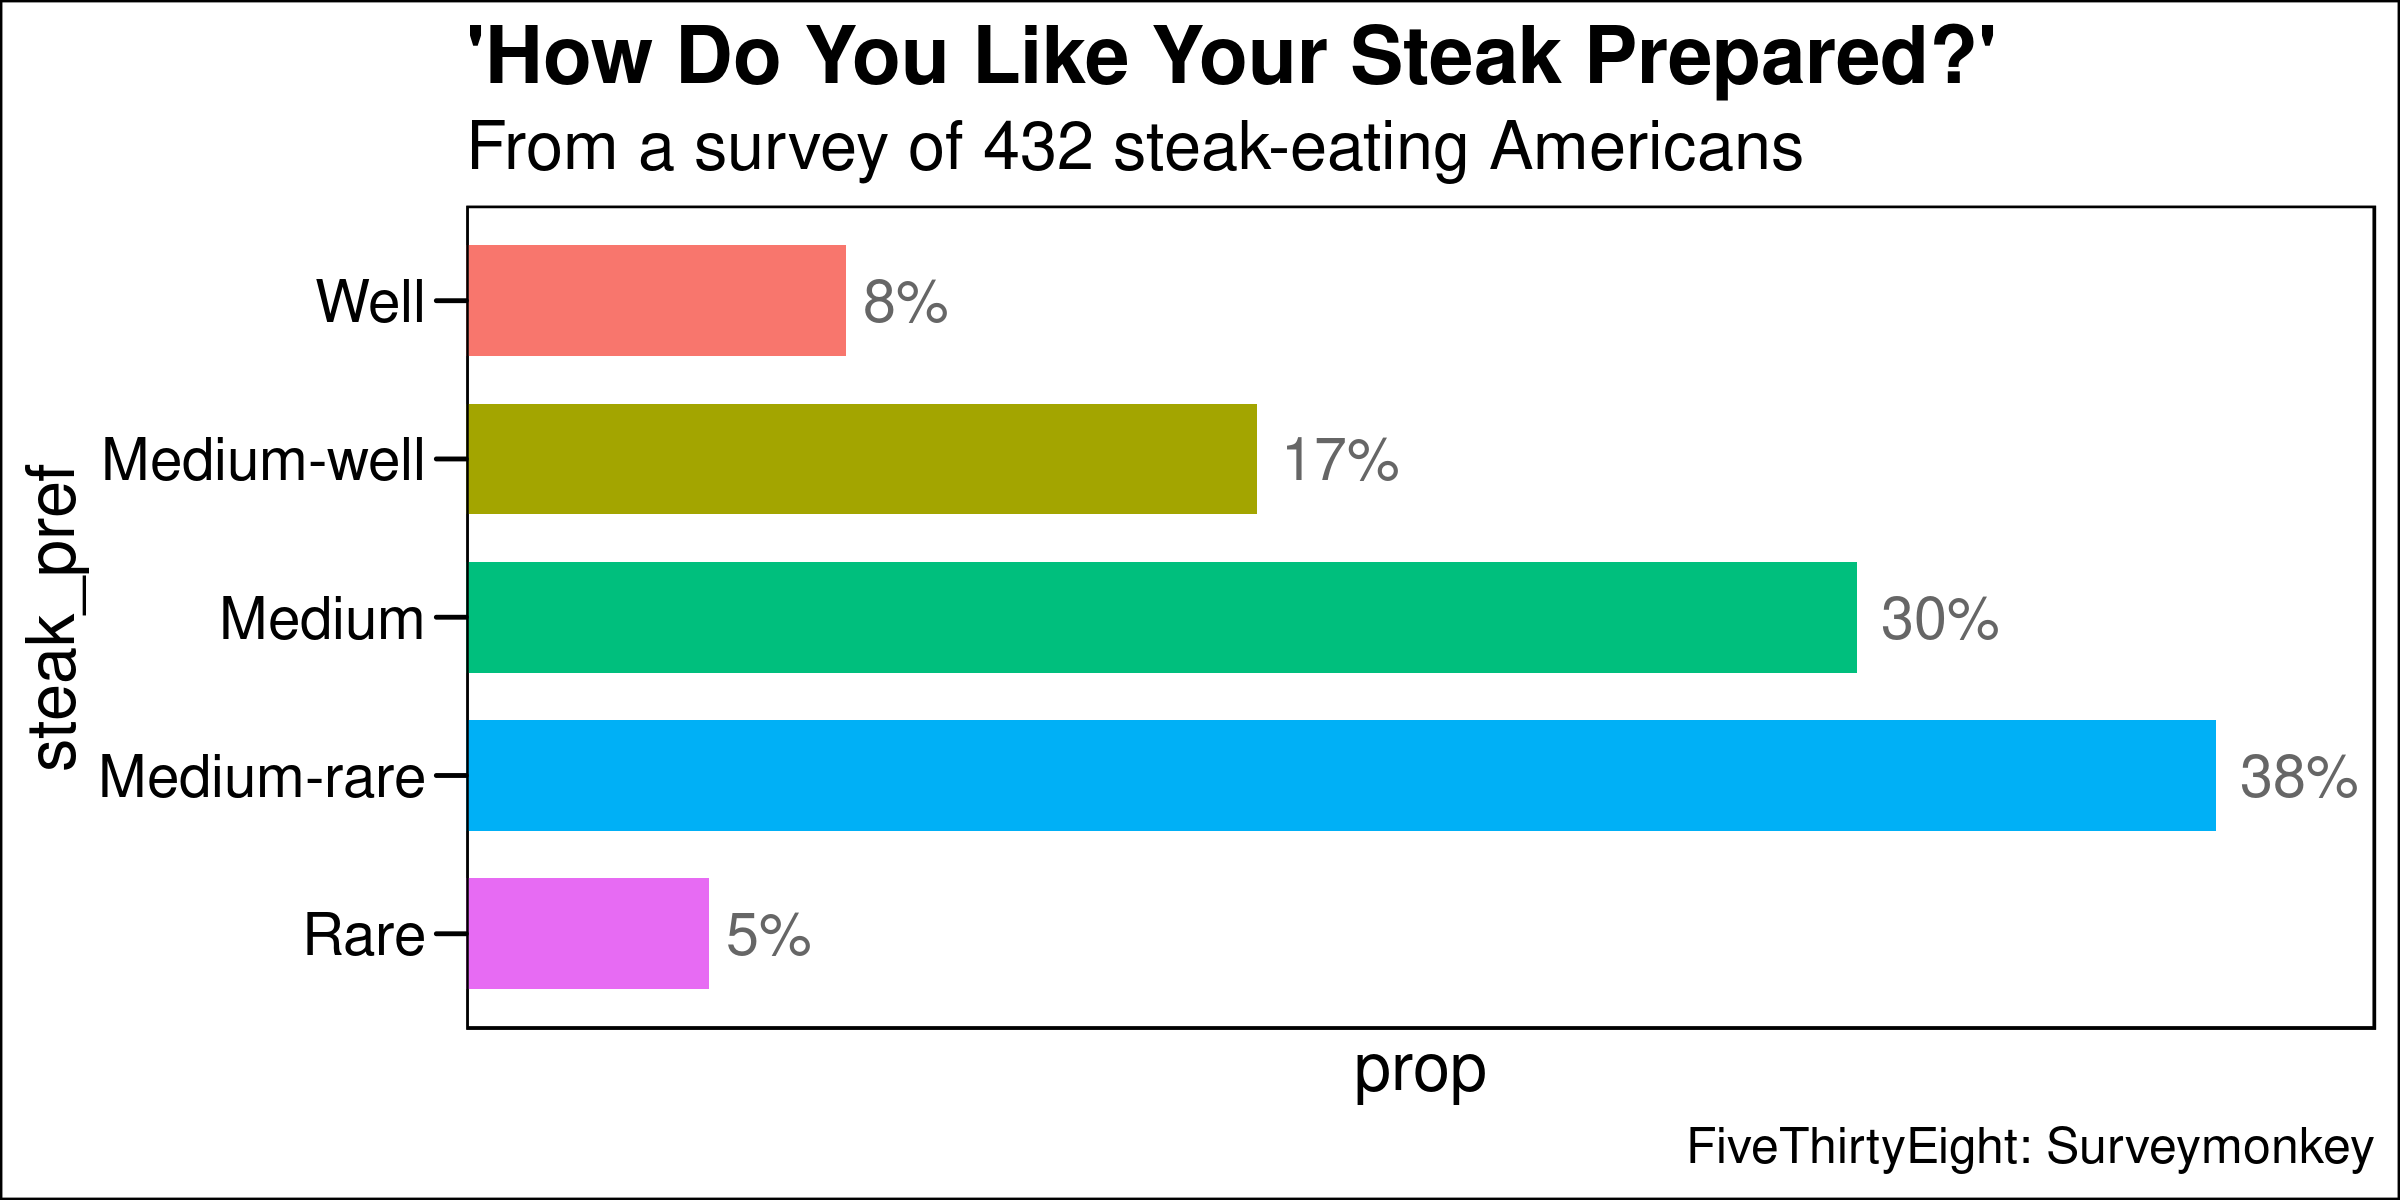 'How Do You Like Your Steak Prepared?'
From a survey of 432 steak-eating Americans
steak_pref
Well
8%
Medium-well
17%
Medium
30%
Medium-rare
38%
Rare
5%
prop
FiveThirtyEight: Surveymonkey